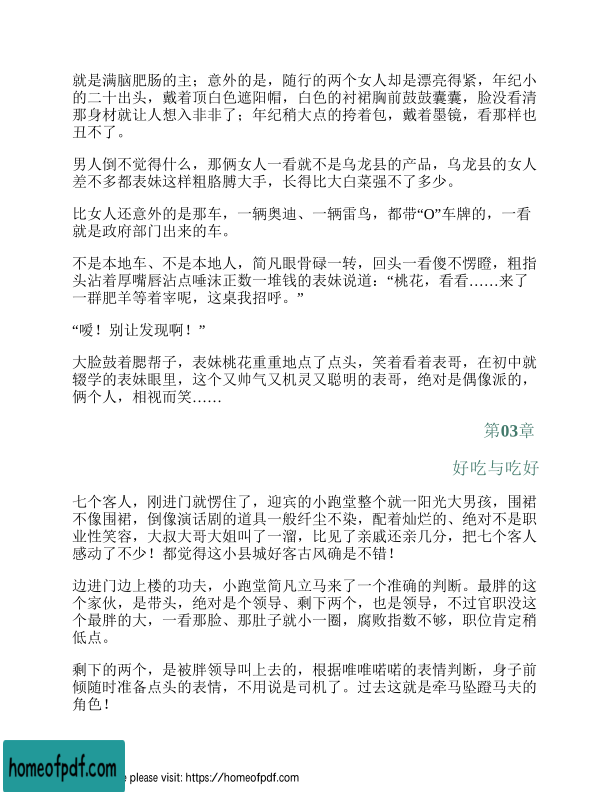 就是满脑肥肠的主；意外的是，随行的两个女人却是漂亮得紧，年纪小
的二十出头，戴着顶白色遮阳帽，白色的衬裙胸前鼓鼓囊囊，脸没看清
那身材就让人想入非非了；年纪稍大点的挎着包，戴着墨镜，看那样也
丑不了。
男人倒不觉得什么，那俩女人一看就不是乌龙县的产品，乌龙县的女人
差不多都表妹这样粗胳膊大手，长得比大白菜强不了多少。
比女人还意外的是那车，一辆奥迪、一辆雷鸟，都带“O”车牌的，一看
就是政府部门出来的车。
不是本地车、不是本地人，简凡眼骨碌一转，回头一看傻不愣瞪，粗指
头沾着厚嘴唇沾点唾沫正数一堆钱的表妹说道：“桃花，看看……来了
一群肥羊等着宰呢，这桌我招呼。”
“嗳！别让发现啊！”
大脸鼓着腮帮子，表妹桃花重重地点了点头，笑着看着表哥，在初中就
辍学的表妹眼里，这个又帅气又机灵又聪明的表哥，绝对是偶像派的，
俩个人，相视而笑……
第03章
好吃与吃好
七个客人，刚进门就愣住了，迎宾的小跑堂整个就一阳光大男孩，围裙
不像围裙，倒像演话剧的道具一般纤尘不染，配着灿烂的、绝对不是职
业性笑容，大叔大哥大姐叫了一溜，比见了亲戚还亲几分，把七个客人
感动了不少！都觉得这小县城好客古风确是不错！
边进门边上楼的功夫，小跑堂简凡立马来了一个准确的判断。最胖的这
个家伙，是带头，绝对是个领导、剩下两个，也是领导，不过官职没这
个最胖的大，一看那脸、那肚子就小一圈，腐败指数不够，职位肯定稍
低点。
剩下的两个，是被胖领导叫上去的，根据唯唯喏喏的表情判断，身子前
倾随时准备点头的表情，不用说是司机了。过去这就是牵马坠蹬马夫的
角色！
homeofpdf.com
e please visit: https://homeofpdf.com